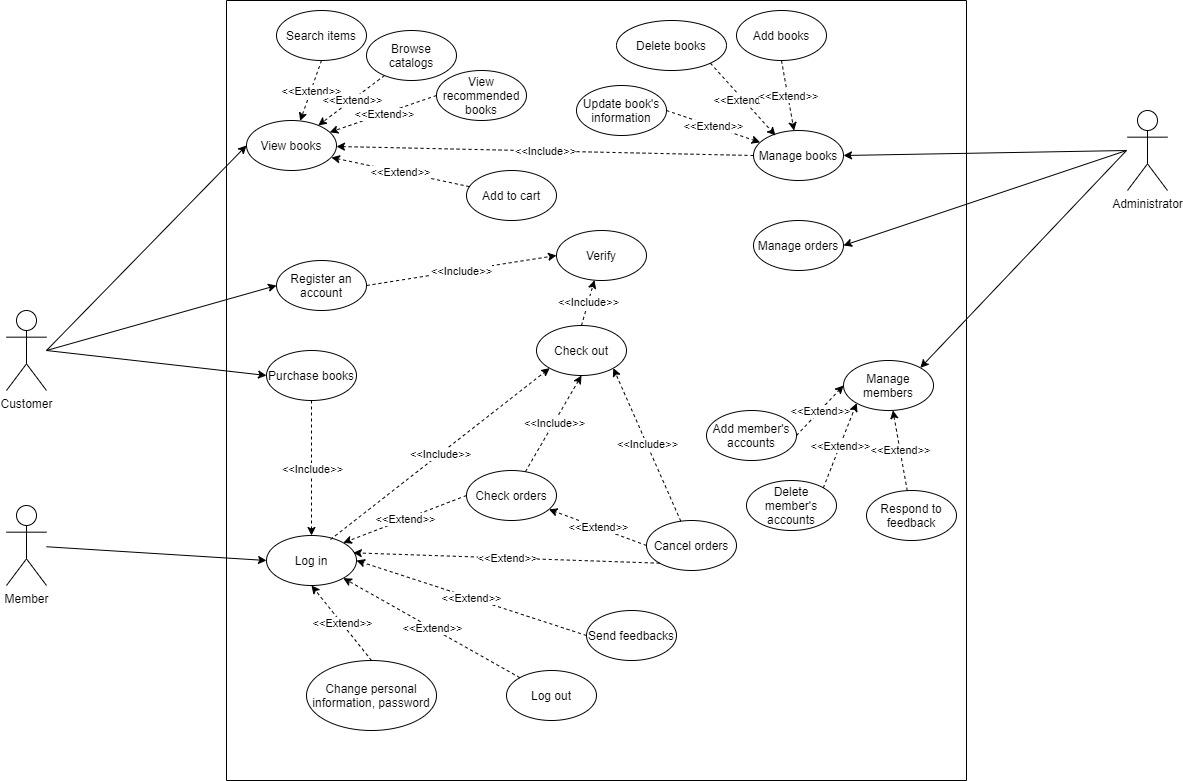 Search items
Browse
catalogs
View
recommended
books
<<Extend>>
<<Extend>>
<<Extend>>
View books
<<Extend>>
Add to cart
Delete books
Add books
Update book's
information
<<Extend>>
<<Extend>>
<<Extend>>
<<Include>>
Manage books
Administrator
Manage orders
Register an
account
<<Include>>
Verify
<<Include>>
Check out
Customer
Purchase books
<<Include>>
<<Include>>
<<Include>>
<<Include>>
Manage
members
<<Extend>>
<<Extend>>
<<Extend>>
Add member's
accounts
Delete
member's
accounts
Respond to
feedback
Check orders
<<Extend>>
<<Extend>>
Cancel orders
<<Extend>>
Member
Log in
<<Extend>>
<<Extend>>
<<Extend>>
Send feedbacks
Change personal
information, password
Log out